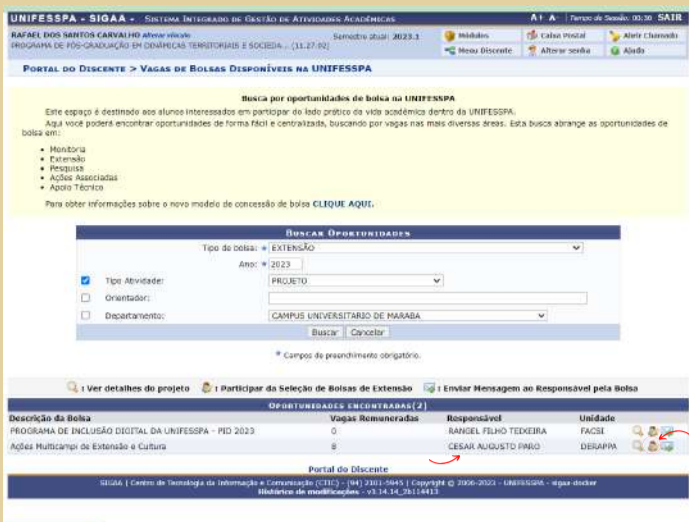 UNIFESSPA - SIGAA - SISTEMA INTEGRADO DE GESTÃO DE ATIVIDADES ACADÊMICAS
A+ A- | Tempo de Sessão: 00:30 SAIR
RAFAEL DOS SANTOS CARVALHO Alterar vínculo
Semestre atual: 2023.1
PROGRAMA DE PÓS-GRADUAÇÃO EM DINÂMICAS TERRITORIAIS E SOCIEDA... (11.27.02)
Módulos
Caixa Postal
Abrir Chamado
Menu Discente
Alterar senha
Ajuda
PORTAL DO DISCENTE > VAGAS DE BOLSAS DISPONÍVEIS NA UNIFESSPA
Busca por oportunidades de bolsa na UNIFESSPA
Este espaço é destinado aos alunos interessados em participar do lado prático da vida acadêmica dentro da UNIFESSPA.
Aqui você poderá encontrar oportunidades de forma fácil e centralizada, buscando por vagas nas mais diversas áreas. Esta busca abrange as oportunidades de
bolsa em:
• Monitoria
• Extensão
• Pesquisa
• Ações Associadas
• Apoio Técnico
Para obter informações sobre o novo modelo de concessão de bolsa CLIQUE AQUI.
BUSCAR OPORTUNIDADES
Tipo de bolsa: EXTENSÃO
Ano: 2023
Tipo Atividade: PROJETO
Orientador:
Departamento: CAMPUS UNIVERSITARIO DE MARABA
Buscar Cancelar
* Campos de preenchimento obrigatório.
: Ver detalhes do projeto : Participar da Seleção de Bolsas de Extensão : Enviar Mensagem ao Responsável pela Bolsa
OPORTUNIDADES ENCONTRADAS(2)
Descrição da Bolsa Vagas Remuneradas Responsável Unidade
PROGRAMA DE INCLUSÃO DIGITAL DA UNIFESSPA - PID 2023 0 RANGEL FILHO TEIXEIRA FACSI
Ações Multicampi de Extensão e Cultura 8 CESAR AUGUSTO PARO DERAPPA
Portal do Discente
SIGAA | Centro de Tecnologia da Informação e Comunicação (CTIC) - (94) 2101-5945 | Copyright © 2006-2023 - UNIFESSPA - sigaa-docker
Histórico de modificações - v3.14.14_2b114413